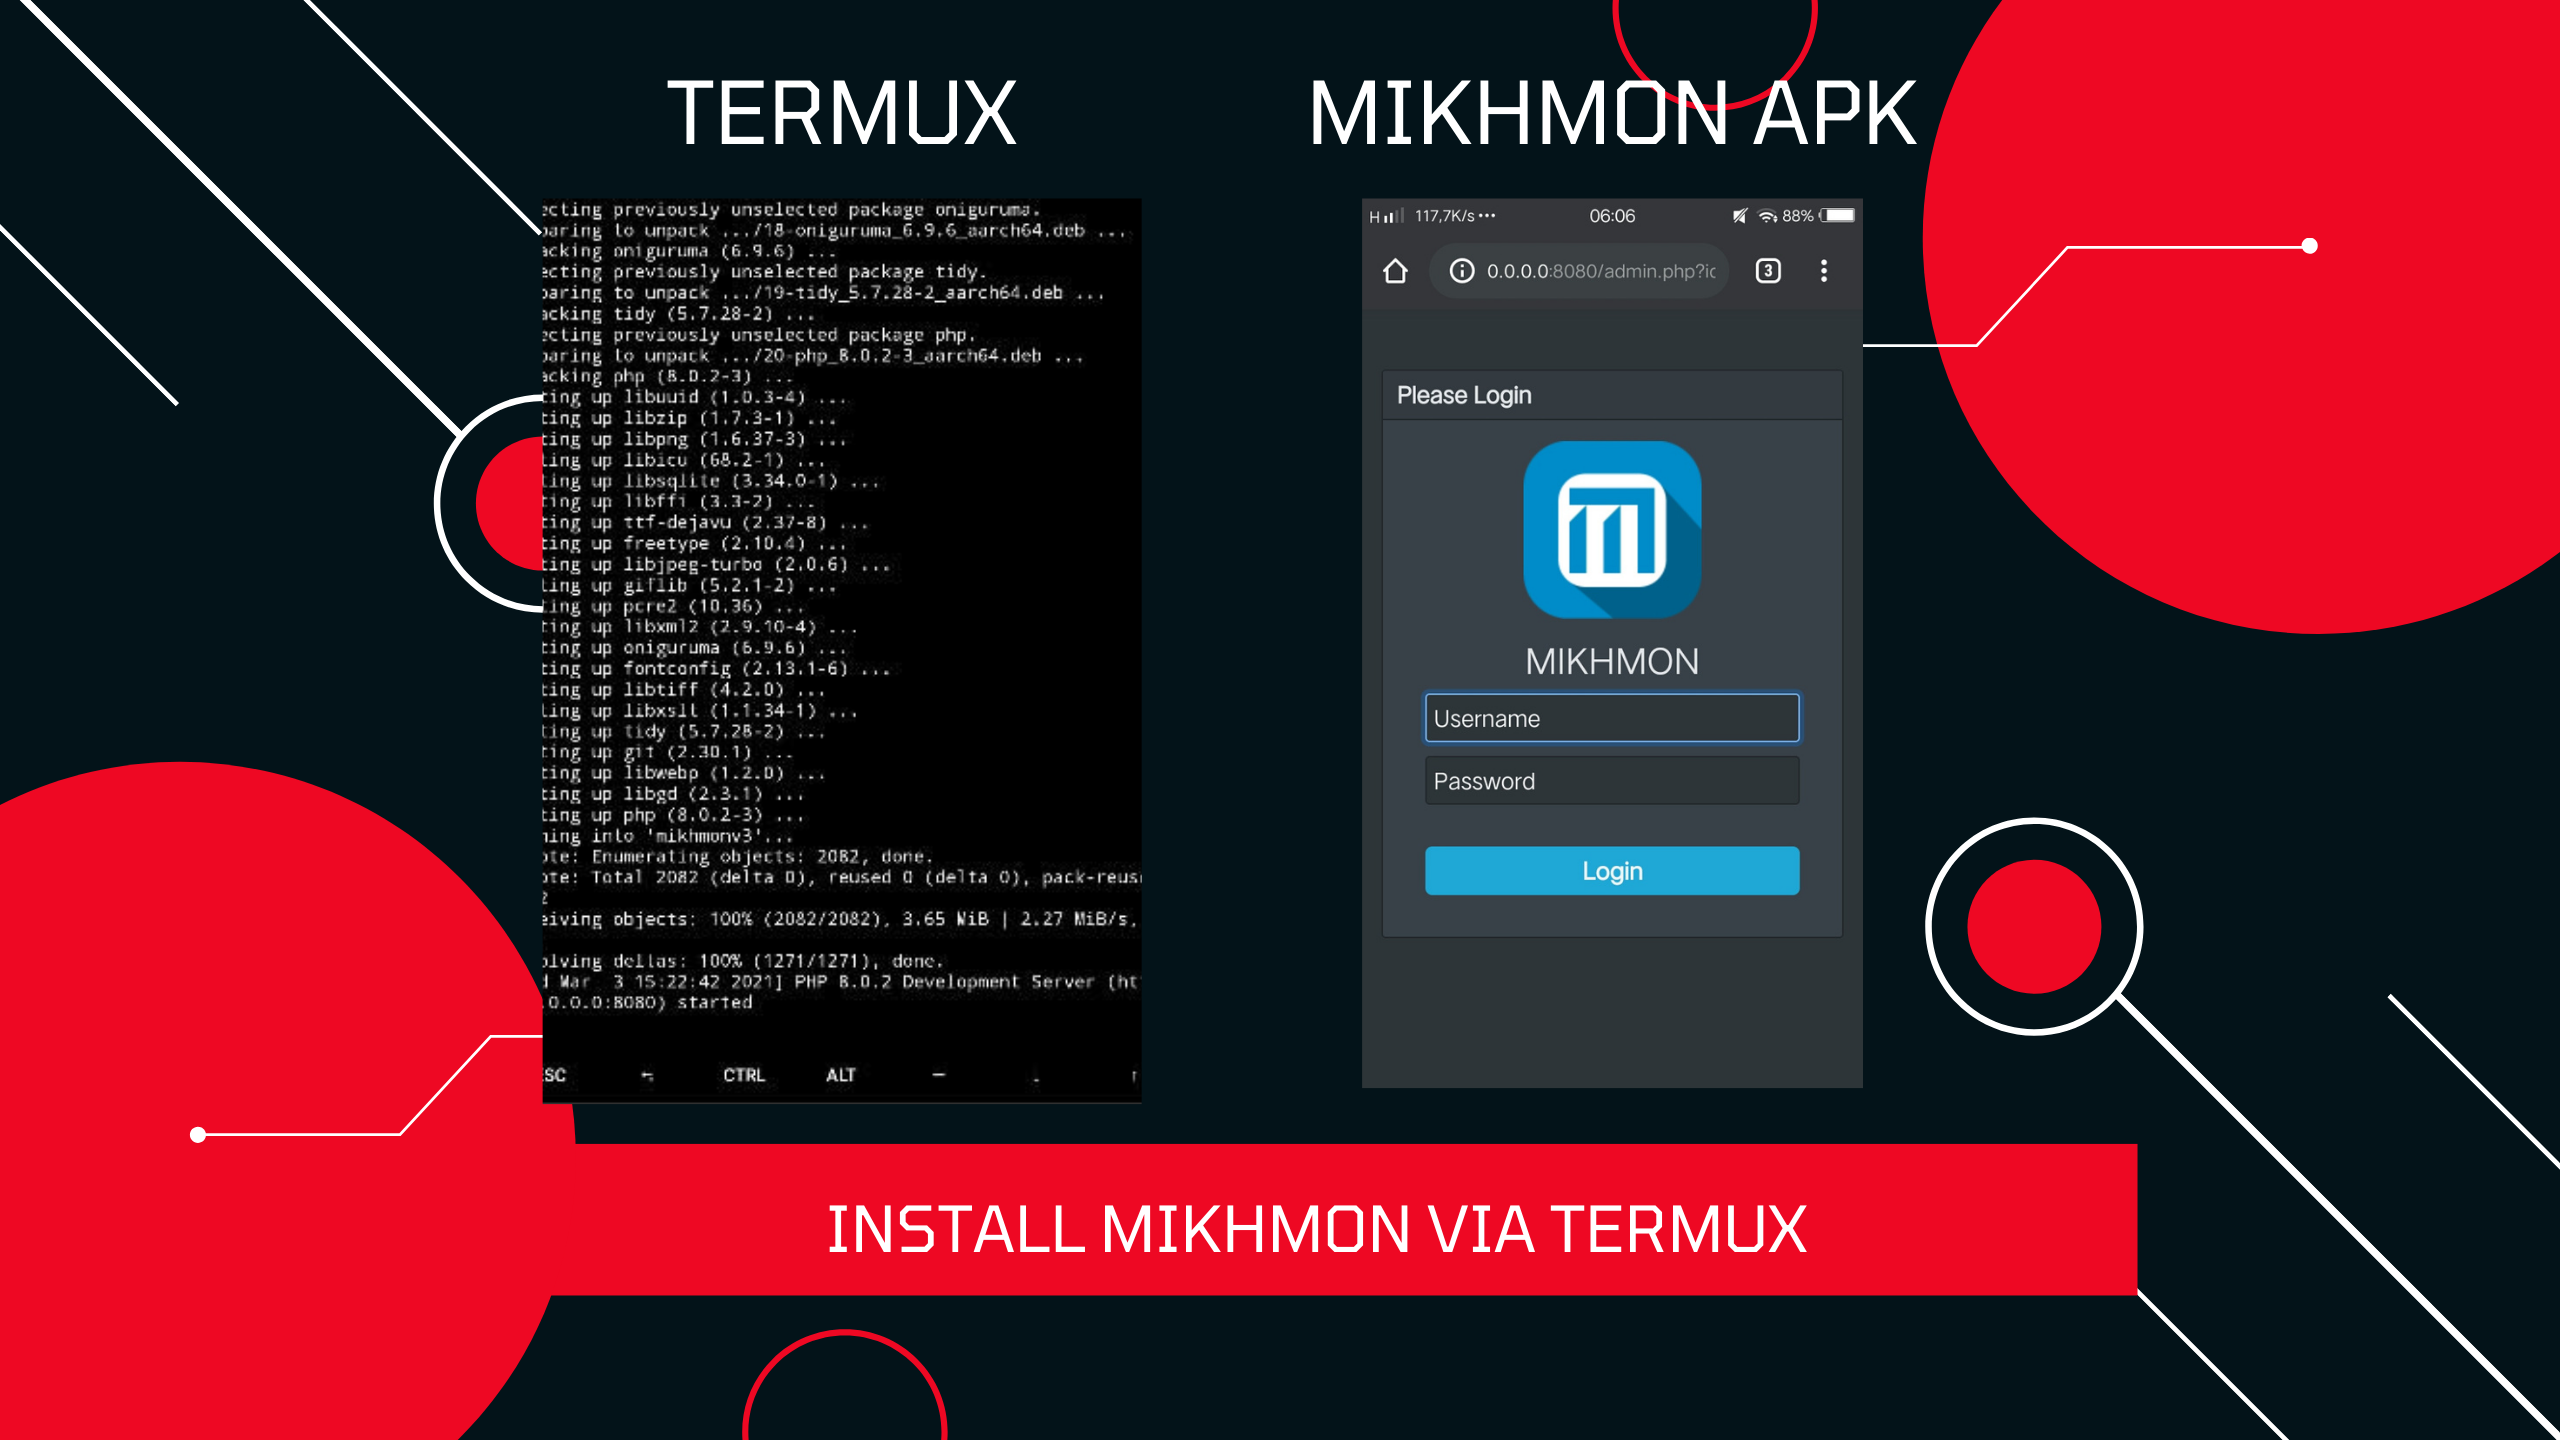 TERMUX
MIKHMON APK
ecting previously unselected package oniguruma.
paring to unpack .../18-oniguruma_6.9.6_aarch64.deb ...
acking oniguruma (6.9.6) ...
ecting previously unselected package tidy.
paring to unpack .../19-tidy_5.7.28-2_aarch64.deb ...
acking tidy (5.7.28-2) ...
ecting previously unselected package php.
paring to unpack .../20-php_8.0.2-3_aarch64.deb ...
acking php (8.0.2-3) ...
ting up libuuid (1.0.3-4) ...
ting up libzip (1.7.3-1) ...
ting up libpng (1.6.37-3) ...
ting up libicu (68.2-1) ...
ting up libsqlite (3.34.0-1) ...
ting up libffi (3.3-2) ...
ting up ttf-dejavu (2.37-8) ...
ting up freetype (2.10.4) ...
ting up libjpeg-turbo (2.0.6) ...
ting up giflib (5.2.1-2) ...
ting up pcre2 (10.36) ...
ting up libxml2 (2.9.10-4) ...
ting up oniguruma (6.9.6) ...
ting up fontconfig (2.13.1-6) ...
ting up libtiff (4.2.0) ...
ting up libxslt (1.1.34-1) ...
ting up tidy (5.7.28-2) ...
ting up git (2.30.1) ...
ting up libwebp (1.2.0) ...
ting up libgd (2.3.1) ...
ting up php (8.0.2-3) ...
ning into 'mikhmonv3'...
ote: Enumerating objects: 2082, done.
ote: Total 2082 (delta 0), reused 0 (delta 0), pack-reus
2
eiving objects: 100% (2082/2082), 3.65 MiB | 2.27 MiB/s,
olving deltas: 100% (1271/1271), done.
d Mar  3 15:22:42 2021] PHP 8.0.2 Development Server (ht
.0.0.0:8080) started
SC CTRL ALT –
H 117,7K/s ••• 06:06 88%
0.0.0.0:8080/admin.php?ic 3
Please Login
MIKHMON
Username
Password
Login
INSTALL MIKHMON VIA TERMUX